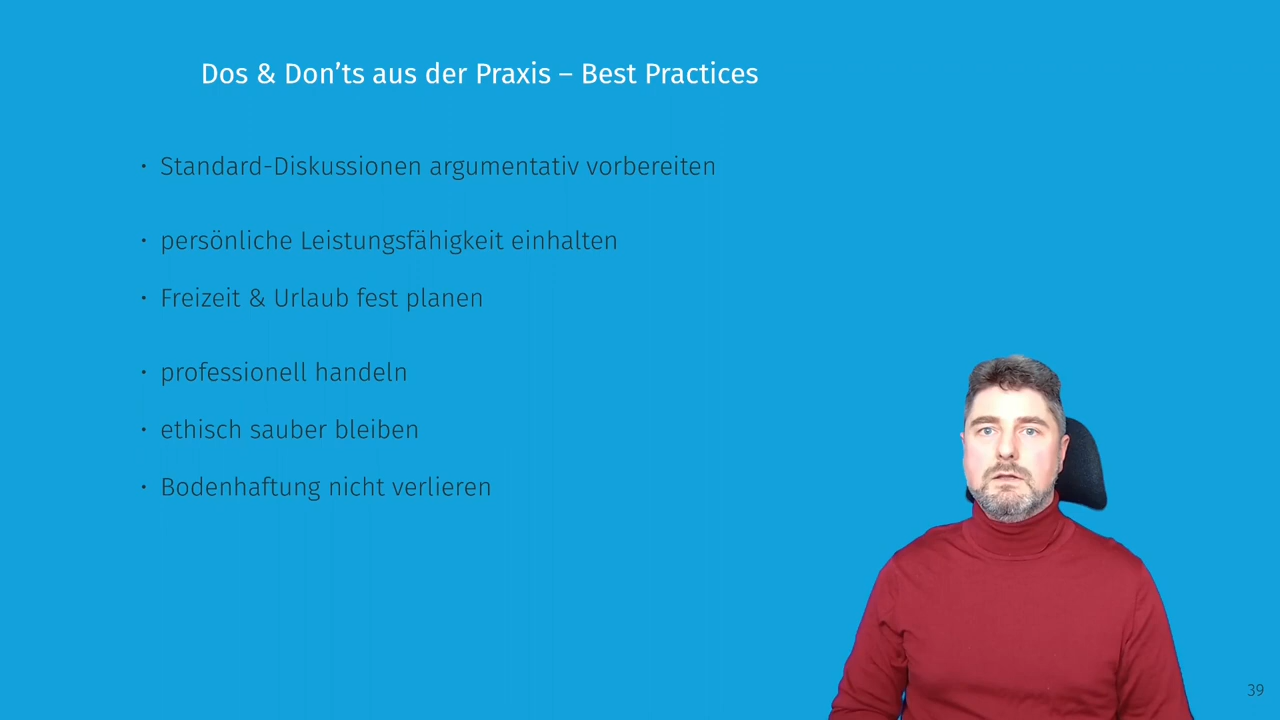 Dos & Don’ts aus der Praxis – Best Practices
• Standard-Diskussionen argumentativ vorbereiten
• persönliche Leistungsfähigkeit einhalten
• Freizeit & Urlaub fest planen
• professionell handeln
• ethisch sauber bleiben
• Bodenhaftung nicht verlieren
39